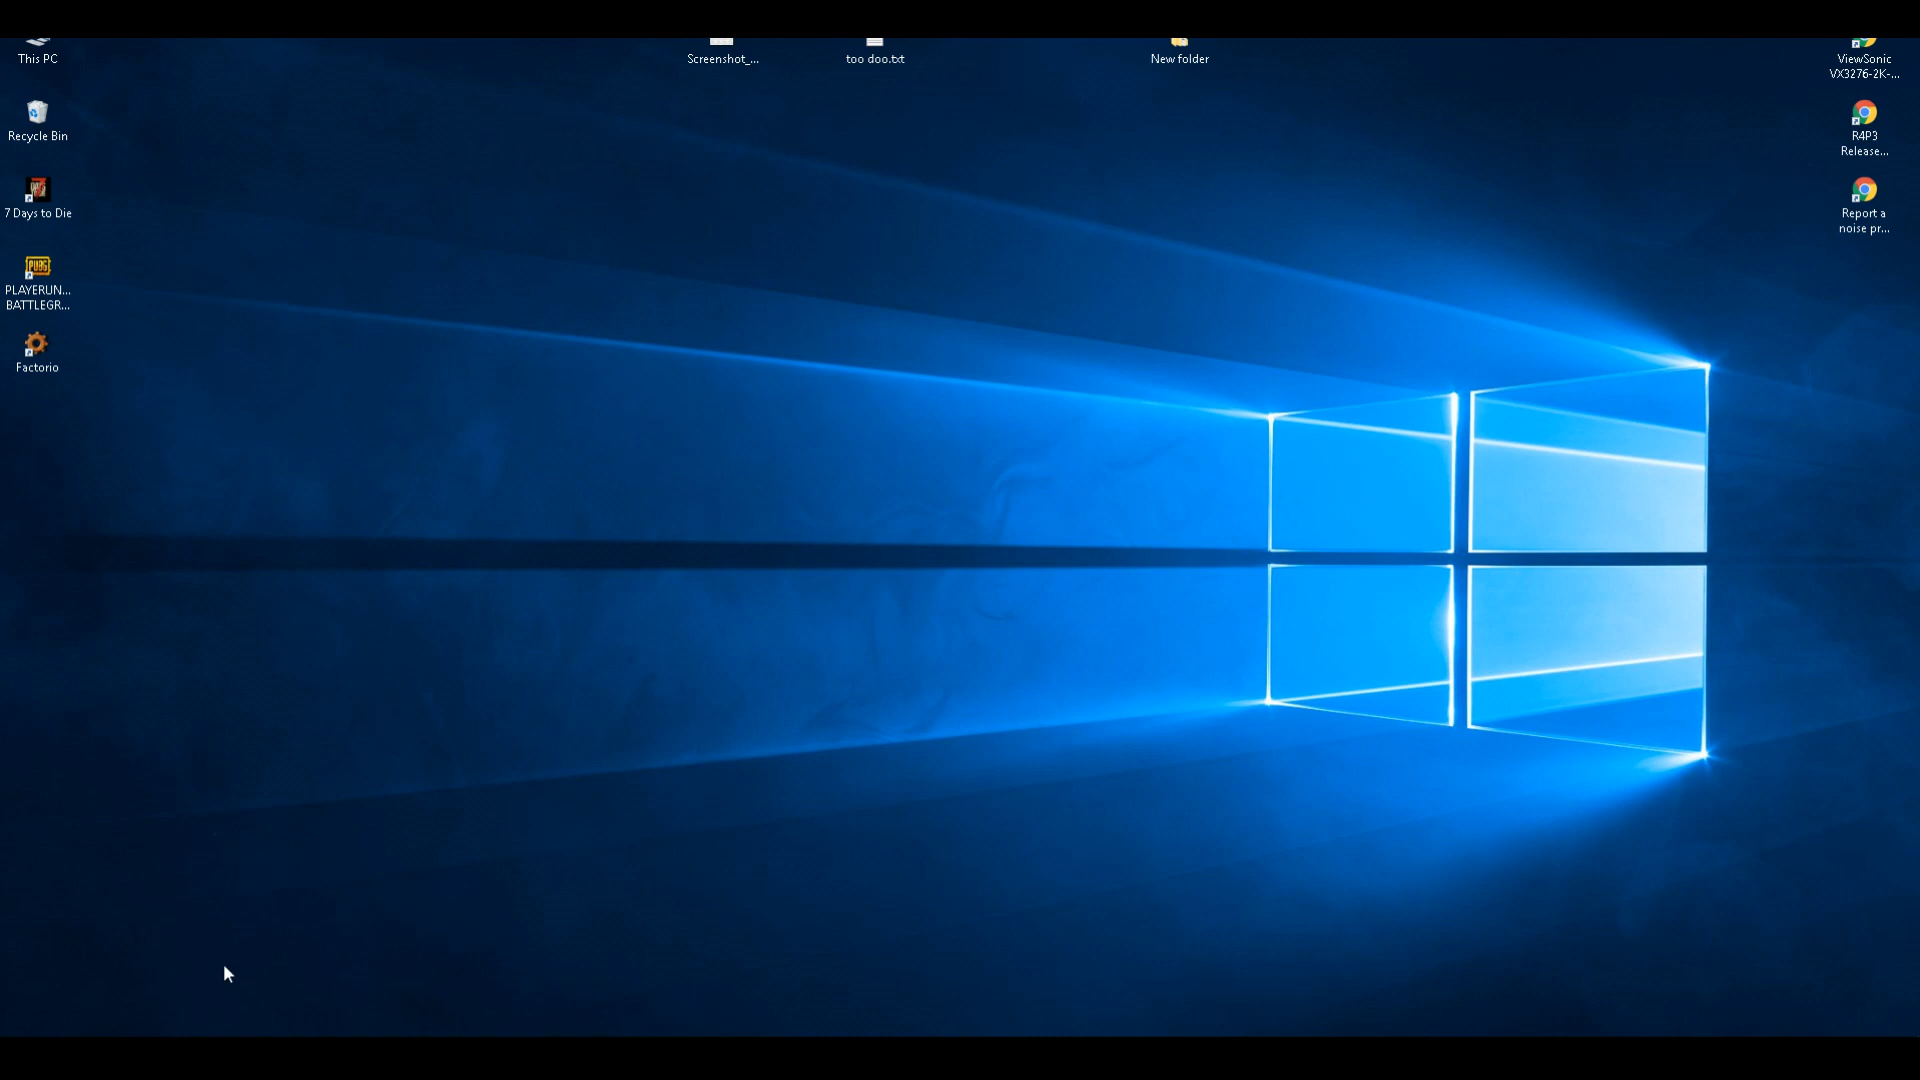 This PC
Screenshot_...
too doo.txt
New folder
ViewSonic
VX3276-2K-...
Recycle Bin
R4P3
Release...
7 Days to Die
Report a
noise pr...
PUBG
PLAYERUN...
BATTLEGR...
Factorio